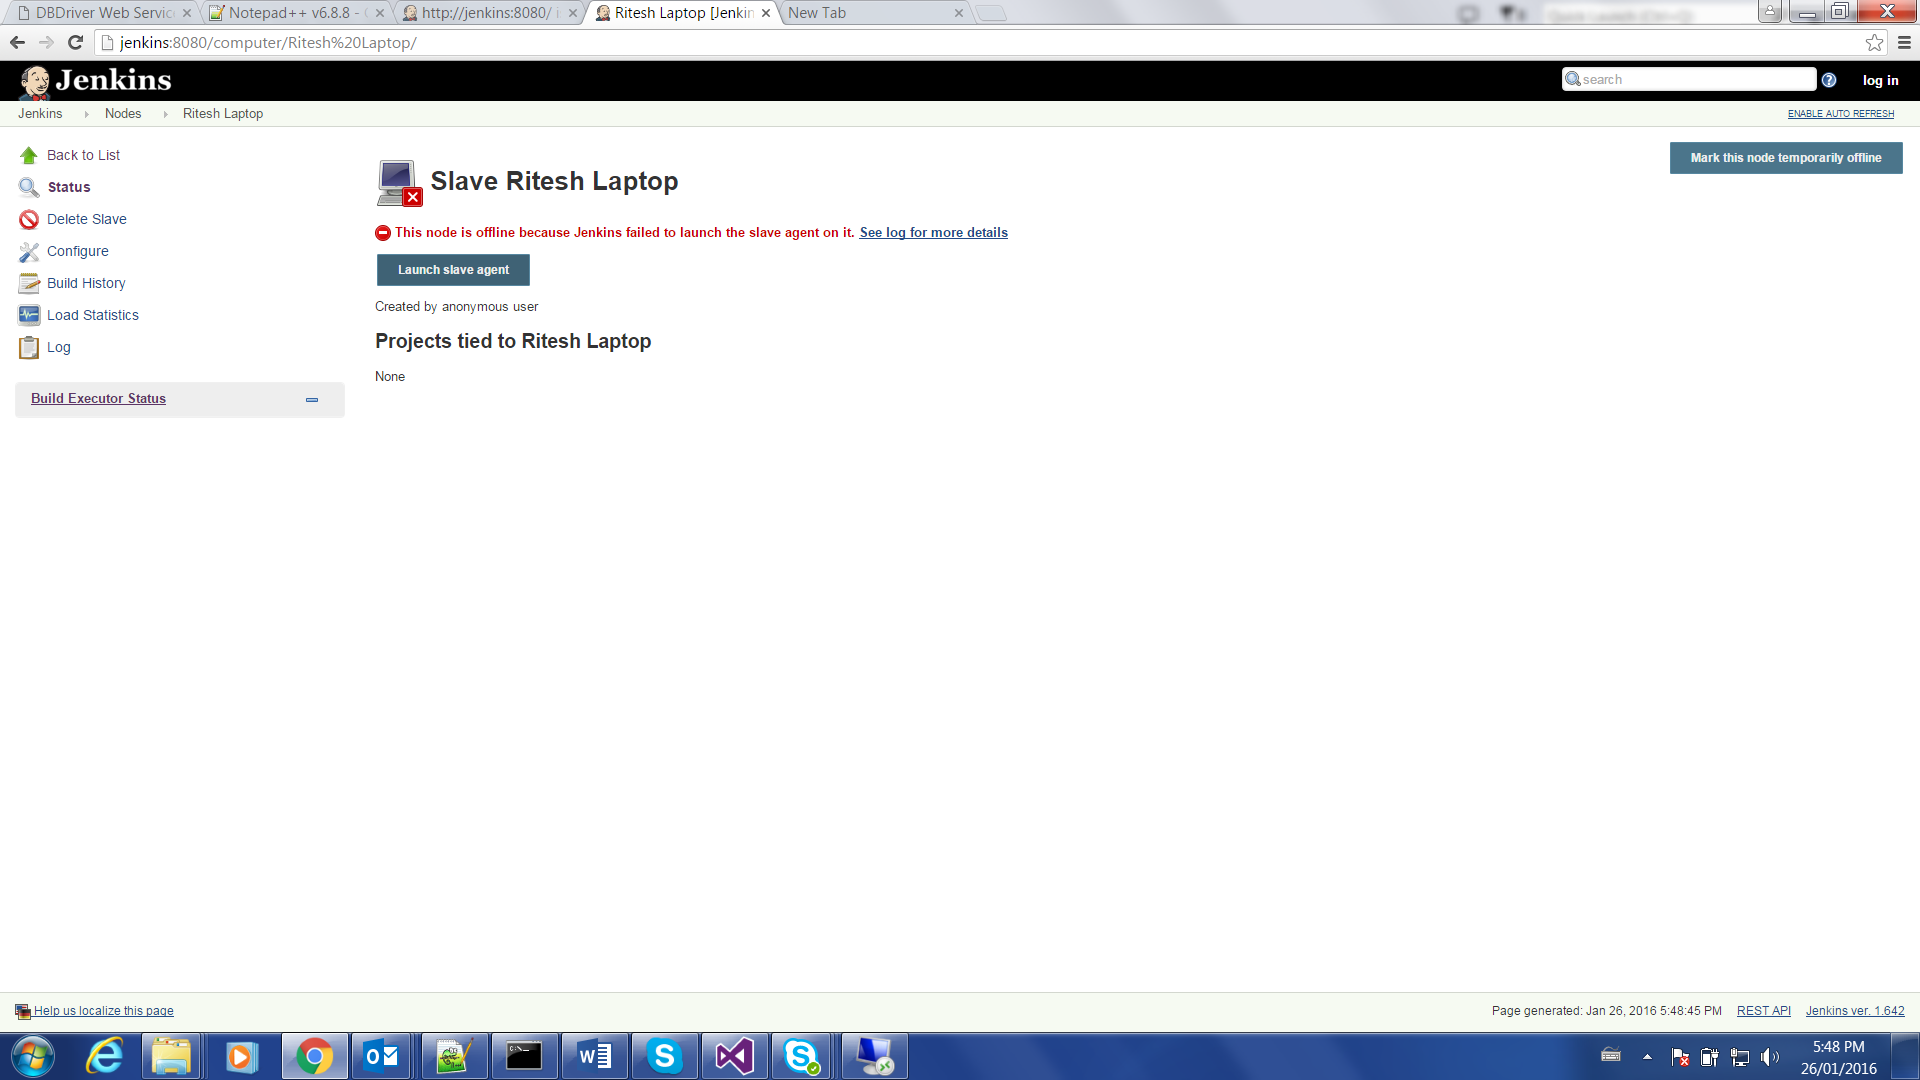 DBDriver Web Servic
Notepad++ v6.8.8 -
http://jenkins:8080/
Ritesh Laptop [Jenkin
New Tab
jenkins:8080/computer/Ritesh%20Laptop/
Jenkins
search
log in
Jenkins
Nodes
Ritesh Laptop
ENABLE AUTO REFRESH
Back to List
Status
Delete Slave
Configure
Build History
Load Statistics
Log
Build Executor Status
Mark this node temporarily offline
Slave Ritesh Laptop
This node is offline because Jenkins failed to launch the slave agent on it. See log for more details
Launch slave agent
Created by anonymous user
Projects tied to Ritesh Laptop
None
Help us localize this page
Page generated: Jan 26, 2016 5:48:45 PM
REST API
Jenkins ver. 1.642
5:48 PM
26/01/2016